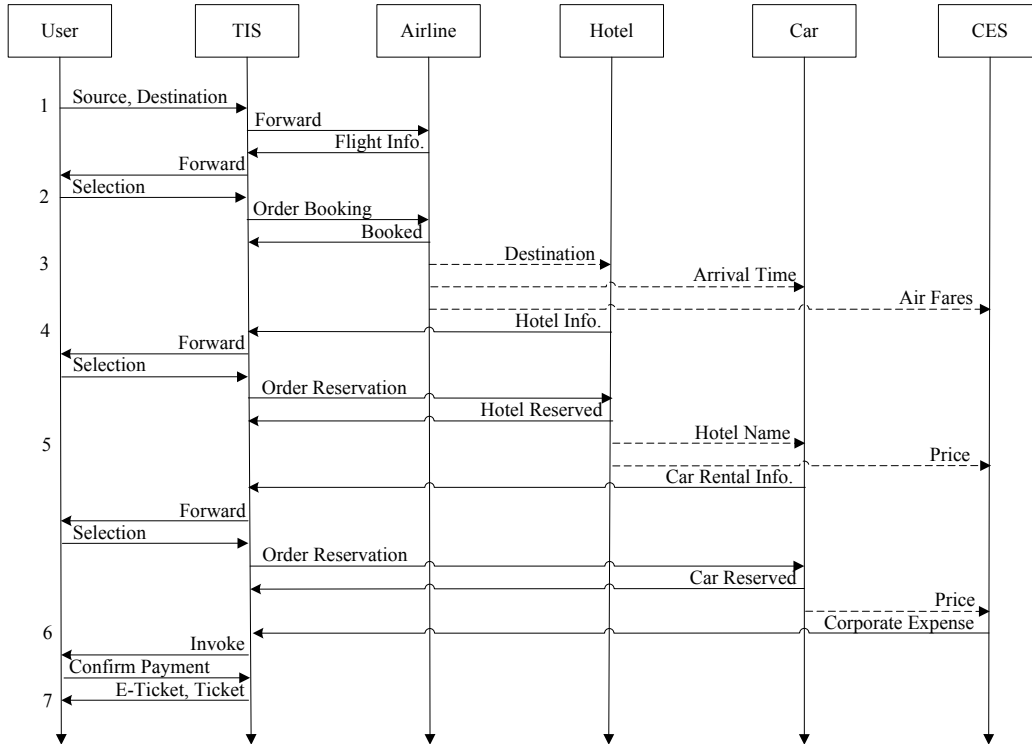 User TIS Airline Hotel Car CES
1 Source, Destination
Forward
Flight Info.
Forward
2 Selection
Order Booking
Booked
3 Destination
Arrival Time
Air Fares
4 Hotel Info.
Forward
Selection
Order Reservation
Hotel Reserved
5 Hotel Name
Price
Car Rental Info.
Forward
Selection
Order Reservation
Car Reserved
Price
6 Corporate Expense
Invoke
Confirm Payment
7 E-Ticket, Ticket